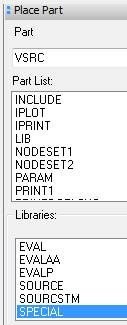 Place Part
Part
VSRC
Part List:
INCLUDE
IPLOT
IPRINT
LIB
NODESET1
NODESET2
PARAM
PRINT1
Libraries:
EVAL
EVALAA
EVALP
SOURCE
SOURCSTM
SPECIAL